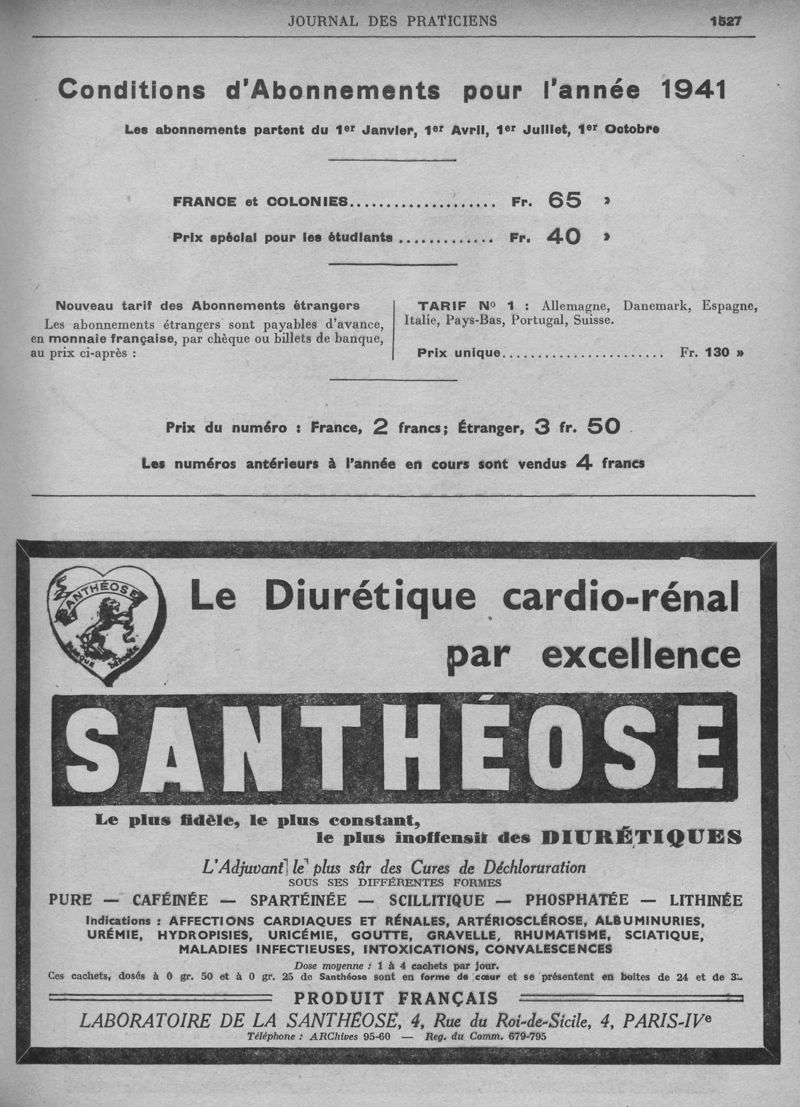 JOURNAL DES PRATICIENS 1527
Conditions d'Abonnements pour l'année 1941
Les abonnements partent du 1er Janvier, 1er Avril, 1er Juillet, 1er Octobre
FRANCE et COLONIES.................... Fr. 65 »
Prix spécial pour les étudiants ............. Fr. 40 »
Nouveau tarif des Abonnements étrangers
Les abonnements étrangers sont payables d'avance,
en monnaie française, par chèque ou billets de banque,
au prix ci-après :
TARIF No 1 : Allemagne, Danemark, Espagne,
Italie, Pays-Bas, Portugal, Suisse.
Prix unique....................... Fr. 130 »
Prix du numéro : France, 2 francs; Étranger, 3 fr. 50
Les numéros antérieurs à l'année en cours sont vendus 4 francs
SANTHÉOSE
MARQUE DÉPOSÉE
Le Diurétique cardio-rénal
par excellence
SANTHÉOSE
Le plus fidèle, le plus constant,
le plus inoffensif des DIURÉTIQUES
L'Adjuvant le plus sûr des Cures de Déchloruration
SOUS SES DIFFÉRENTES FORMES
PURE — CAFÉINÉE — SPARTÉINÉE — SCILLITIQUE — PHOSPHATÉE — LITHINÉE
Indications : AFFECTIONS CARDIAQUES ET RÉNALES, ARTÉRIOSCLÉROSE, ALBUMINURIES,
URÉMIE, HYDROPISIES, URICÉMIE, GOUTTE, GRAVELLE, RHUMATISME, SCIATIQUE,
MALADIES INFECTIEUSES, INTOXICATIONS, CONVALESCENCES
Dose moyenne : 1 à 4 cachets par jour.
Ces cachets, dosés à 0 gr. 50 et à 0 gr. 25 de Santhéose sont en forme de cœur et se présentent en boîtes de 24 et de
PRODUIT FRANÇAIS
LABORATOIRE DE LA SANTHÉOSE, 4, Rue du Roi-de-Sicile, 4, PARIS-IVe
Téléphone : ARChives 95-60 — Reg. du Comm. 679-795